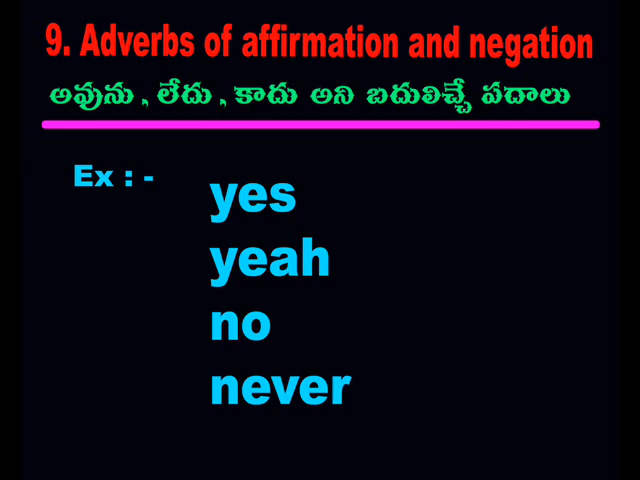 9. Adverbs of affirmation and negation
అవును , లేదు , కాదు అని బదులిచ్చే పదాలు
Ex : -
yes
yeah
no
never